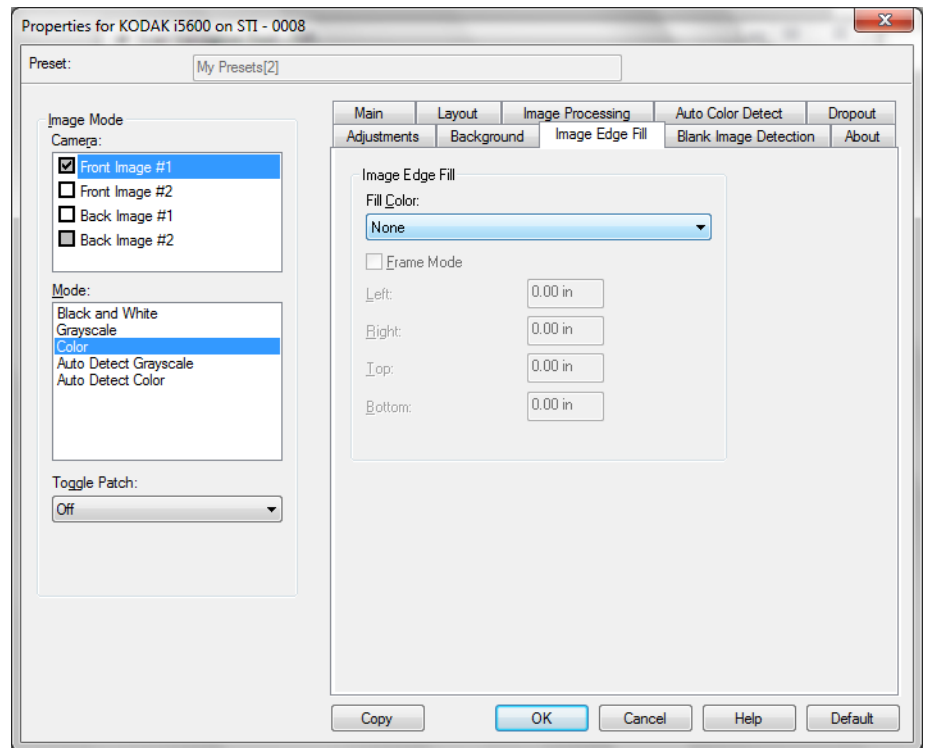 Properties for KODAK i5600 on STI - 0008
Preset:
My Presets[2]
Image Mode
Camera:
Front Image #1
Front Image #2
Back Image #1
Back Image #2
Mode:
Black and White
Grayscale
Color
Auto Detect Grayscale
Auto Detect Color
Toggle Patch:
Off
Main Layout Image Processing Auto Color Detect Dropout
Adjustments Background Image Edge Fill Blank Image Detection About
Image Edge Fill
Fill Color:
None
Frame Mode
Left: 0.00 in
Right: 0.00 in
Top: 0.00 in
Bottom: 0.00 in
Copy OK Cancel Help Default